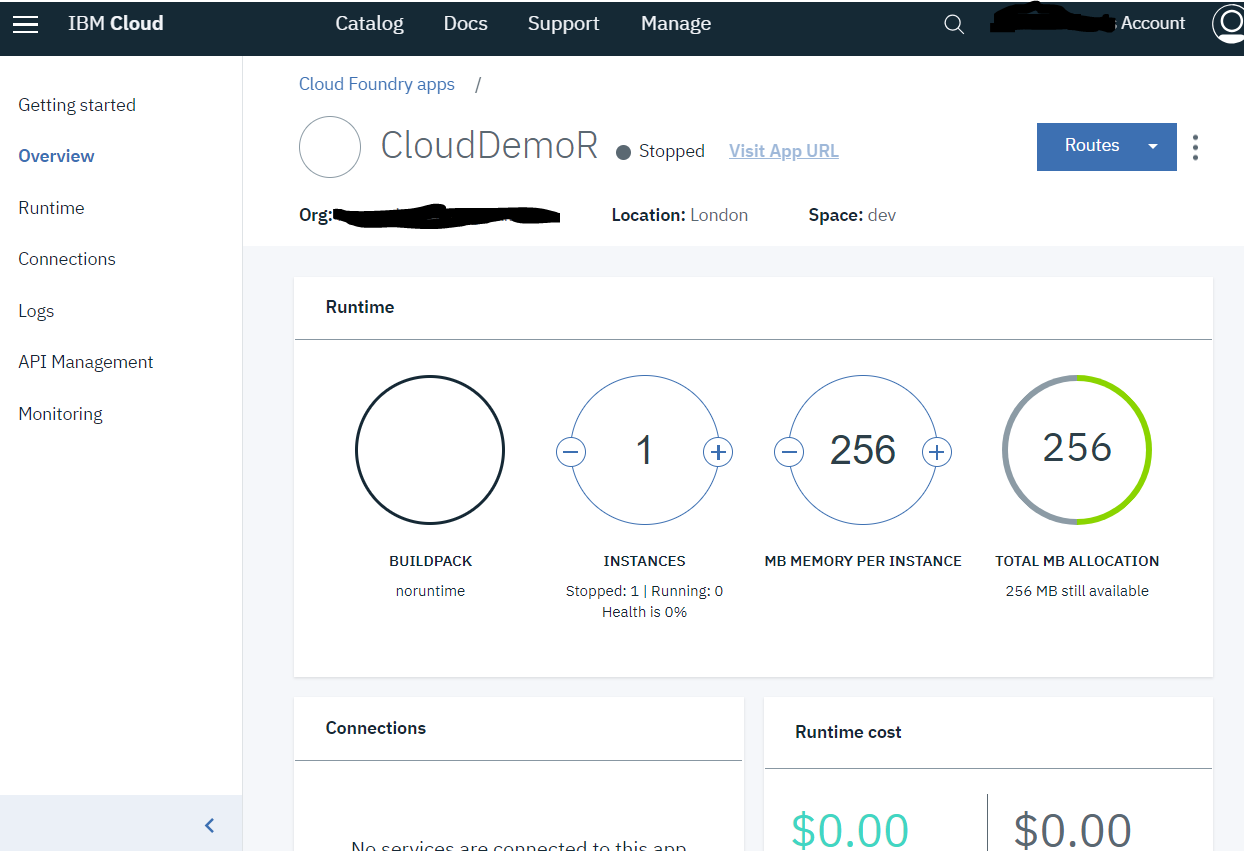 IBM Cloud Catalog Docs Support Manage Account
Getting started
Overview
Runtime
Connections
Logs
API Management
Monitoring
Cloud Foundry apps /
CloudDemoR Stopped Visit App URL Routes
Org: Location: London Space: dev
Runtime
1 256 256
BUILDPACK INSTANCES MB MEMORY PER INSTANCE TOTAL MB ALLOCATION
noruntime Stopped: 1 | Running: 0 256 MB still available
Health is 0%
Connections
No services are connected to this app
Runtime cost
$0.00 $0.00